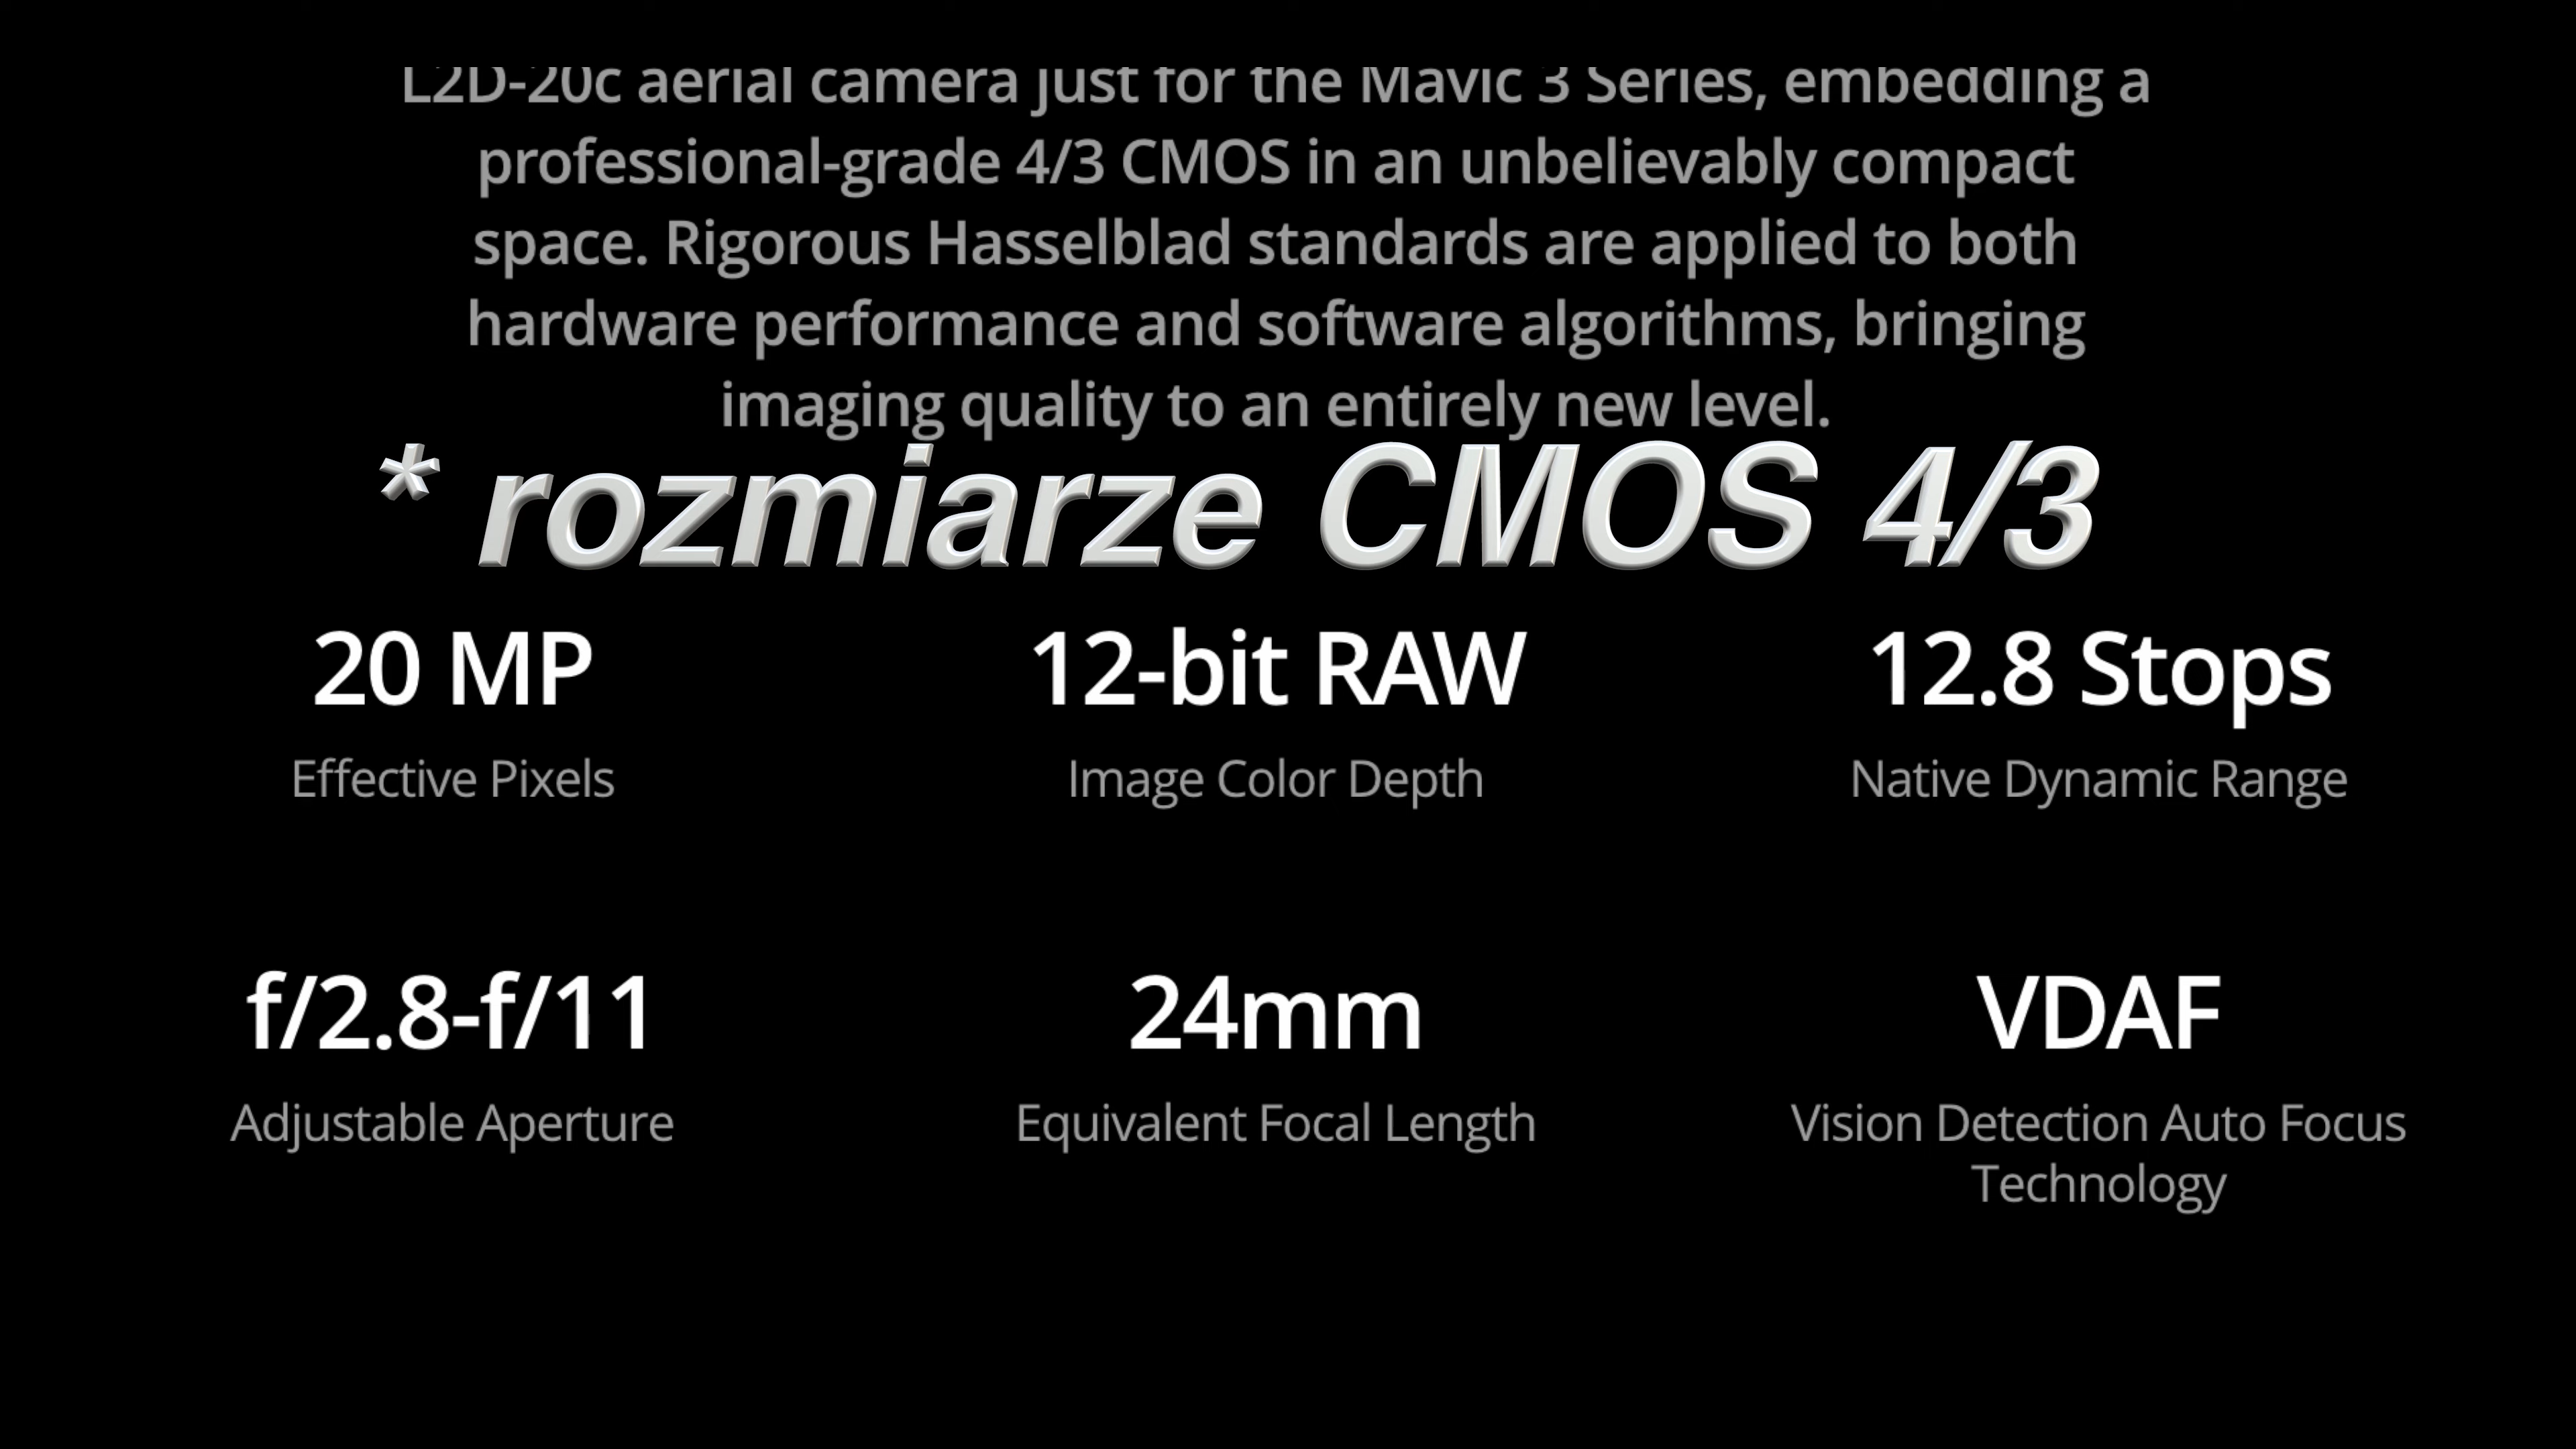 L2D-20c aerial camera just for the Mavic 3 Series, embedding a
professional-grade 4/3 CMOS in an unbelievably compact
space. Rigorous Hasselblad standards are applied to both
hardware performance and software algorithms, bringing
imaging quality to an entirely new level.
* rozmiarze CMOS 4/3
20 MP
Effective Pixels
12-bit RAW
Image Color Depth
12.8 Stops
Native Dynamic Range
f/2.8-f/11
Adjustable Aperture
24mm
Equivalent Focal Length
VDAF
Vision Detection Auto Focus
Technology